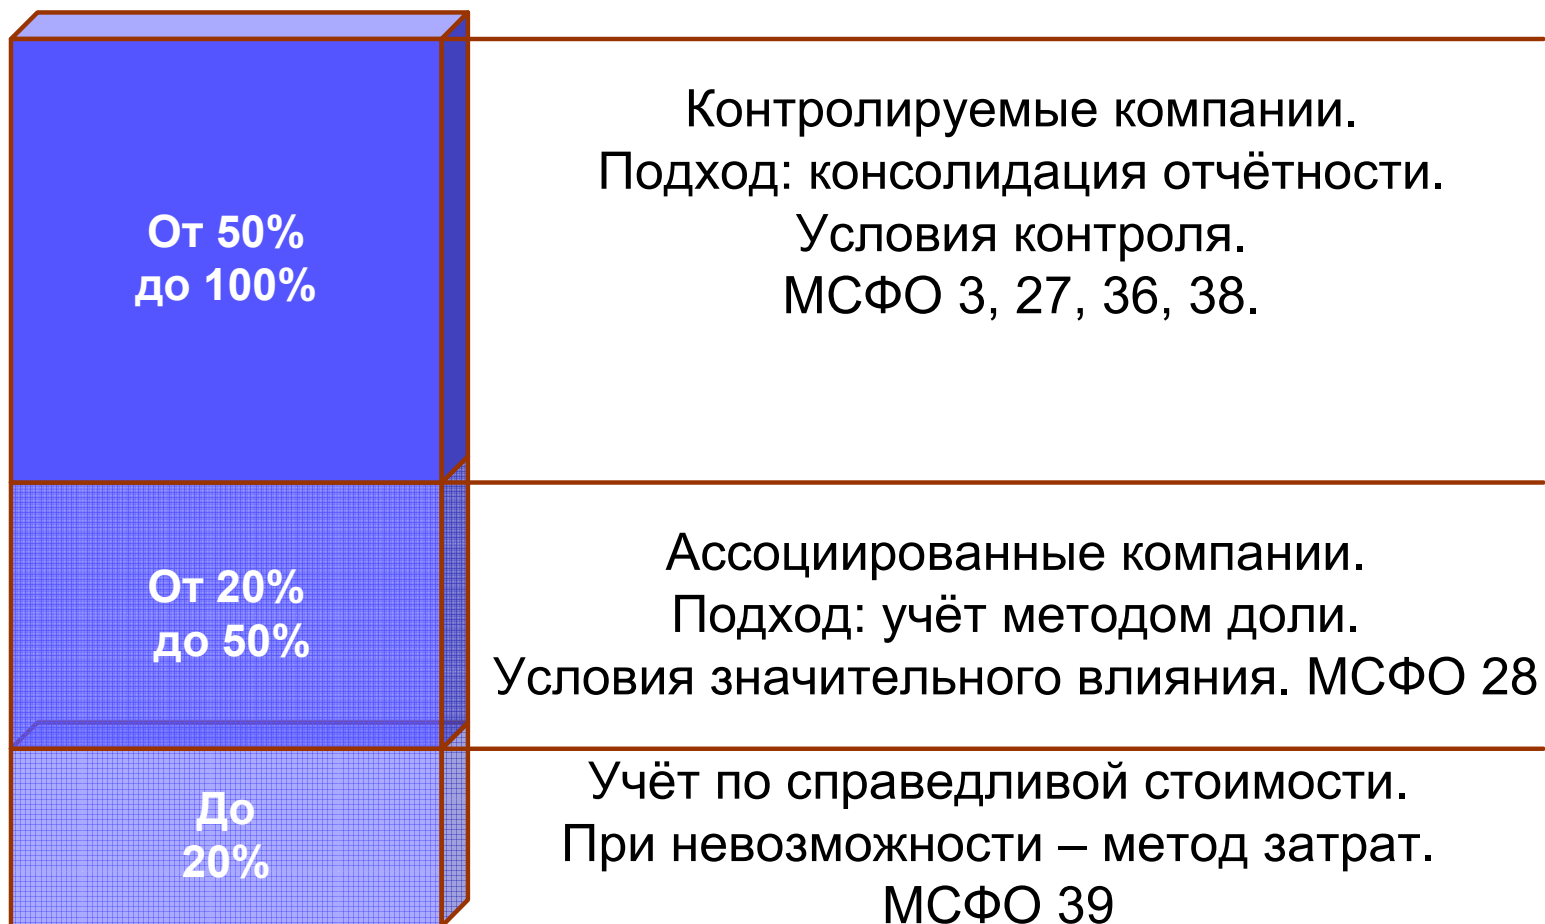 От 50%
до 100%
Контролируемые компании.
Подход: консолидация отчётности.
Условия контроля.
МСФО 3, 27, 36, 38.
От 20%
до 50%
Ассоциированные компании.
Подход: учёт методом доли.
Условия значительного влияния. МСФО 28
До
20%
Учёт по справедливой стоимости.
При невозможности – метод затрат.
МСФО 39